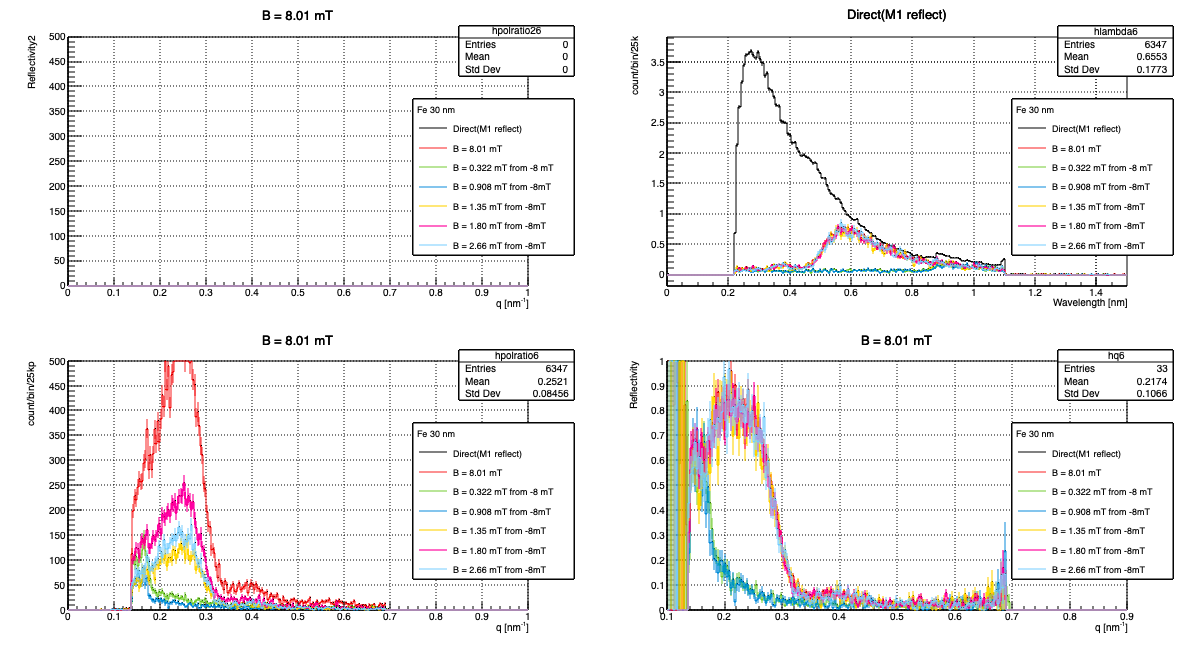 B = 8.01 mT
hpolratio26
Entries 0
Mean 0
Std Dev 0
Reflectivity2
500
450
400
350
300
250
200
150
100
50
0
0 0.1 0.2 0.3 0.4 0.5 0.6 0.7 0.8 0.9 1
q [nm⁻¹]
Fe 30 nm
Direct(M1 reflect)
B = 8.01 mT
B = 0.322 mT from -8 mT
B = 0.908 mT from -8mT
B = 1.35 mT from -8mT
B = 1.80 mT from -8mT
B = 2.66 mT from -8mT
Direct(M1 reflect)
hlambda6
Entries 6347
Mean 0.6553
Std Dev 0.1773
count/bin/25k
3.5
3
2.5
2
1.5
1
0.5
0
0 0.2 0.4 0.6 0.8 1 1.2 1.4
Wavelength [nm]
Fe 30 nm
Direct(M1 reflect)
B = 8.01 mT
B = 0.322 mT from -8 mT
B = 0.908 mT from -8mT
B = 1.35 mT from -8mT
B = 1.80 mT from -8mT
B = 2.66 mT from -8mT
B = 8.01 mT
hpolratio6
Entries 6347
Mean 0.2521
Std Dev 0.08456
count/bin/25kp
500
450
400
350
300
250
200
150
100
50
0
0 0.1 0.2 0.3 0.4 0.5 0.6 0.7 0.8 0.9 1
q [nm⁻¹]
Fe 30 nm
Direct(M1 reflect)
B = 8.01 mT
B = 0.322 mT from -8 mT
B = 0.908 mT from -8mT
B = 1.35 mT from -8mT
B = 1.80 mT from -8mT
B = 2.66 mT from -8mT
B = 8.01 mT
hq6
Entries 33
Mean 0.2174
Std Dev 0.1066
Reflectivity
1
0.9
0.8
0.7
0.6
0.5
0.4
0.3
0.2
0.1
0
0.1 0.2 0.3 0.4 0.5 0.6 0.7 0.8 0.9
q [nm⁻¹]
Fe 30 nm
Direct(M1 reflect)
B = 8.01 mT
B = 0.322 mT from -8 mT
B = 0.908 mT from -8mT
B = 1.35 mT from -8mT
B = 1.80 mT from -8mT
B = 2.66 mT from -8mT